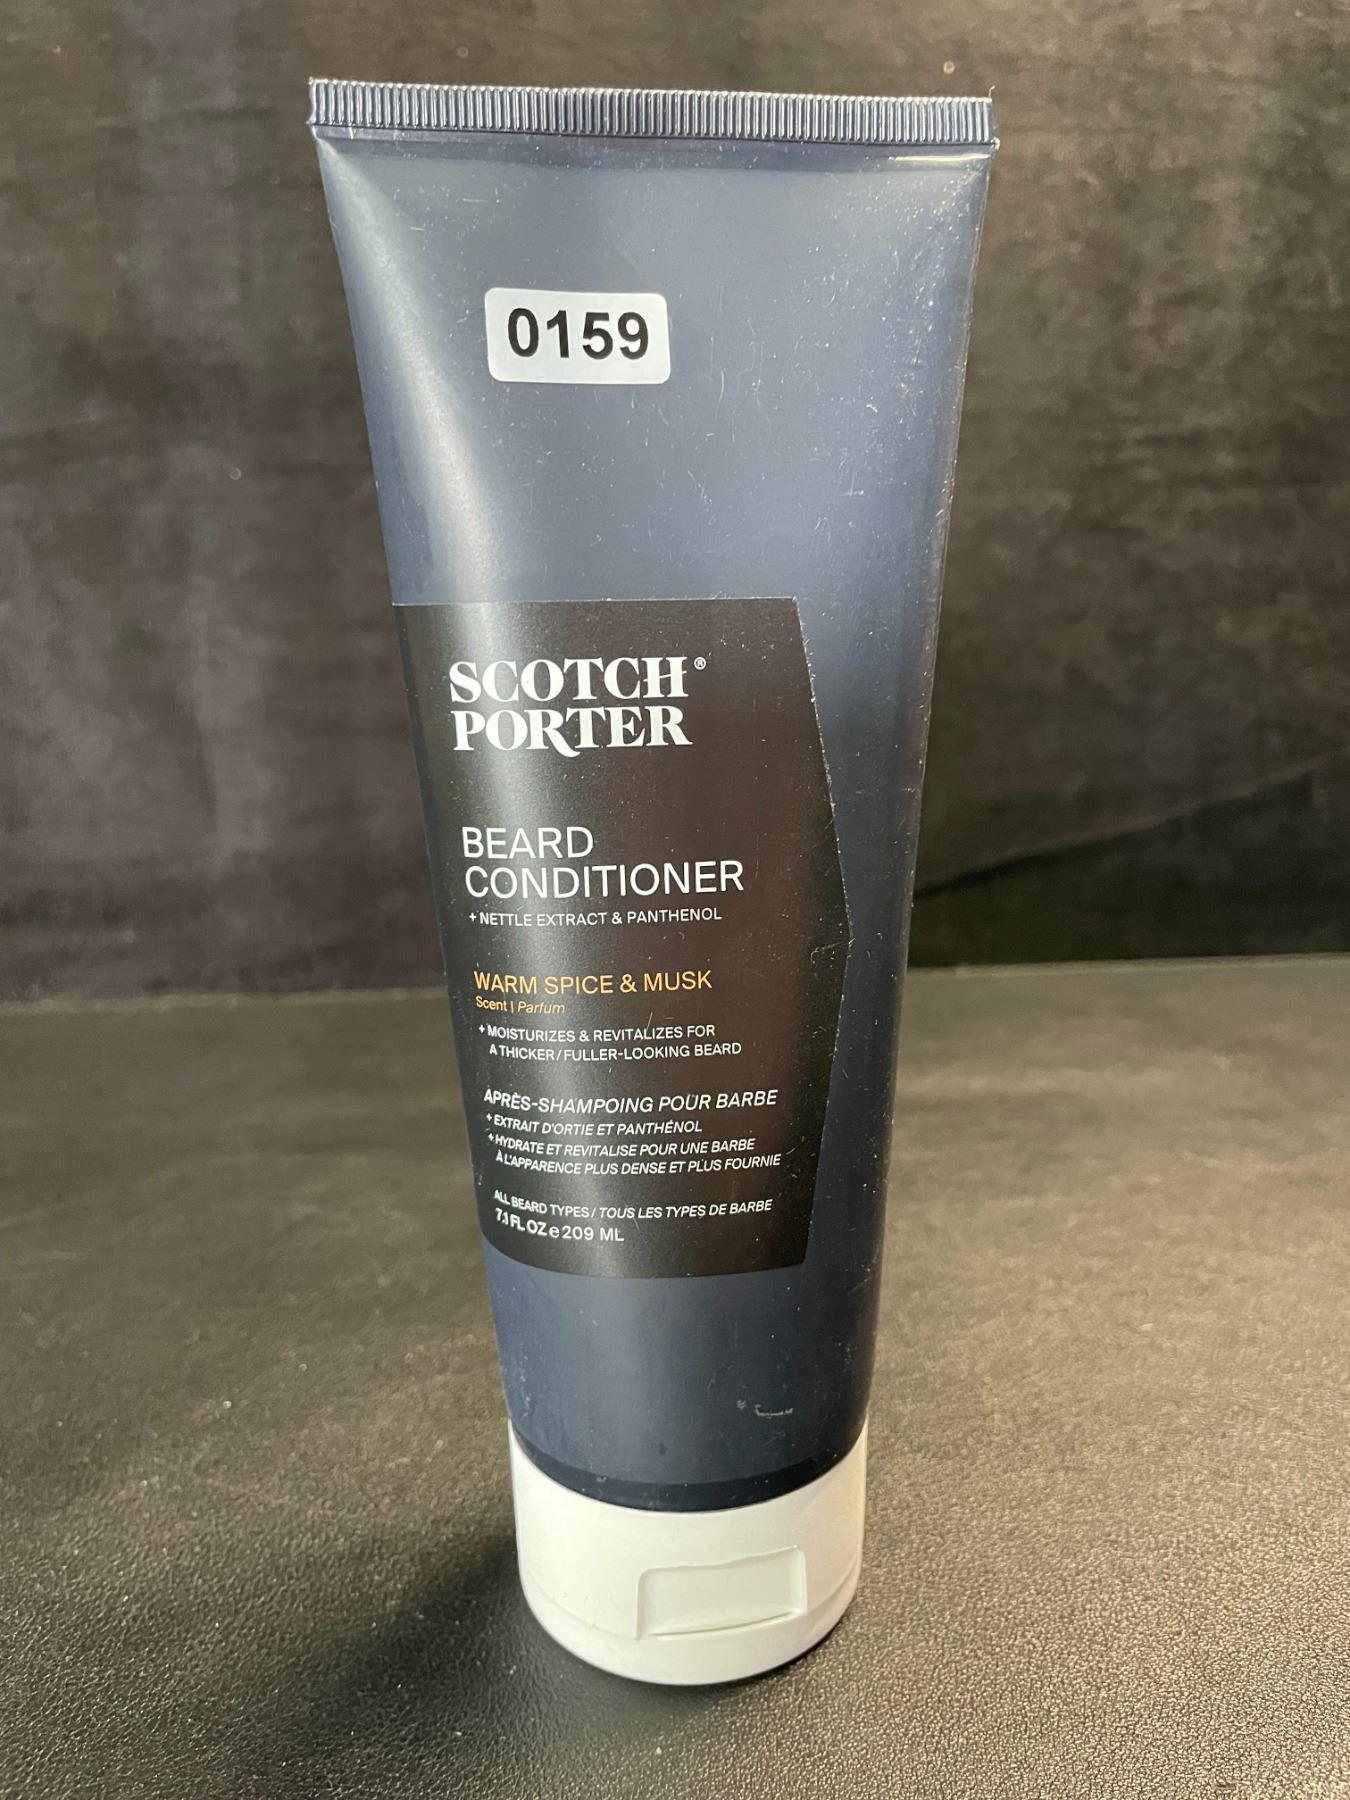 0159
SCOTCH®
PORTER
BEARD
CONDITIONER
+ NETTLE EXTRACT & PANTHENOL
WARM SPICE & MUSK
Scent | Parfum
+ MOISTURIZES & REVITALIZES FOR
A THICKER / FULLER-LOOKING BEARD
APRÈS-SHAMPOING POUR BARBE
+ EXTRAIT D'ORTIE ET PANTHÉNOL
+ HYDRATE ET REVITALISE POUR UNE BARBE
À L'APPARENCE PLUS DENSE ET PLUS FOURNIE
ALL BEARD TYPES / TOUS LES TYPES DE BARBE
7.1 FL OZ e 209 ML